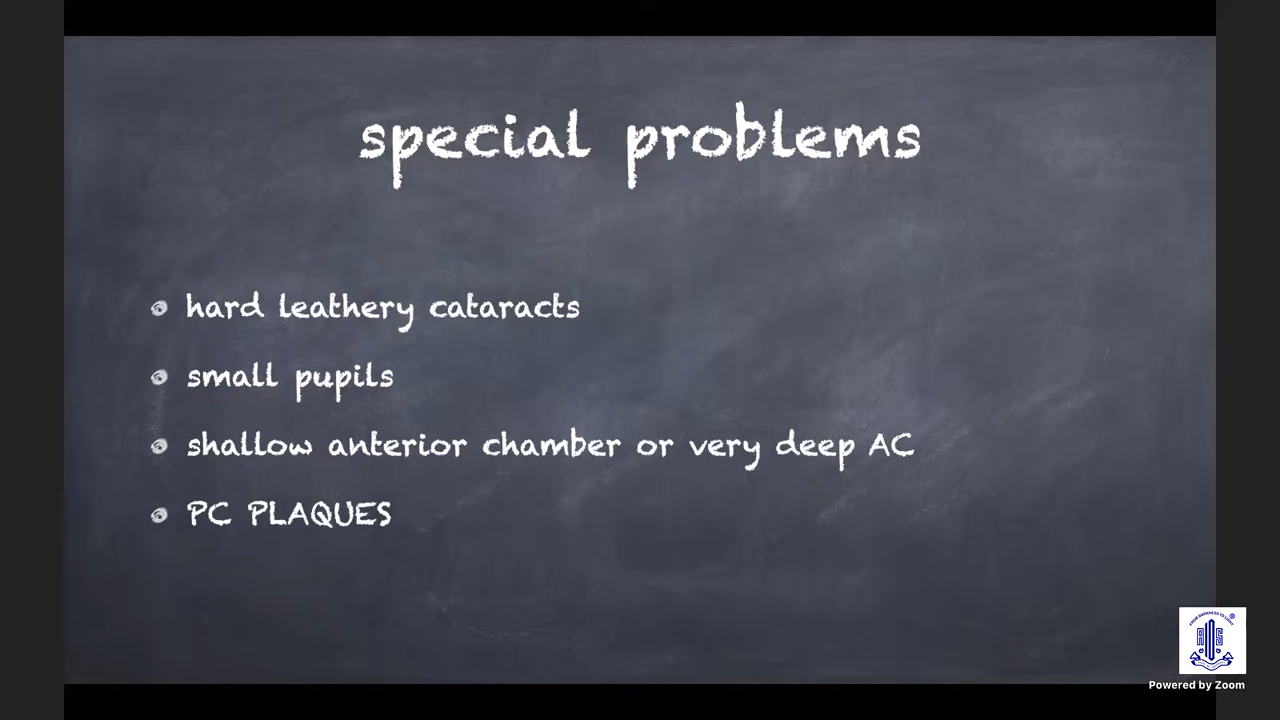 special problems
hard leathery cataracts
small pupils
shallow anterior chamber or very deep AC
PC PLAQUES
Powered by Zoom